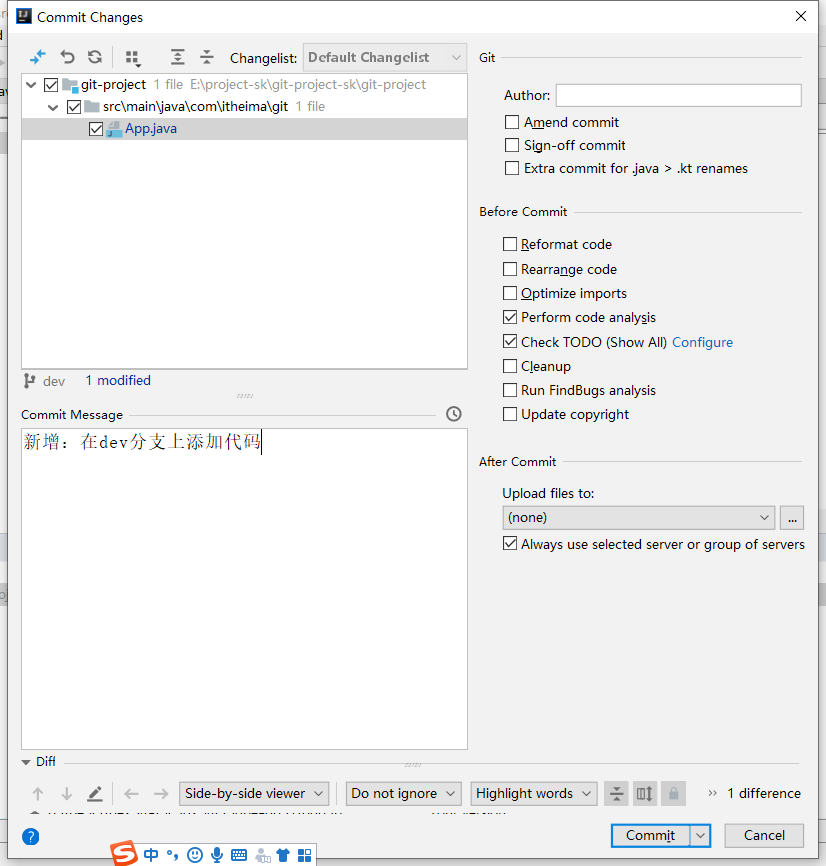 Commit Changes
Changelist: Default Changelist
git-project 1 file E:\project-sk\git-project-sk\git-project
src\main\java\com\itheima\git 1 file
App.java
dev 1 modified
Commit Message
新增：在dev分支上添加代码
Git
Author:
Amend commit
Sign-off commit
Extra commit for .java > .kt renames
Before Commit
Reformat code
Rearrange code
Optimize imports
Perform code analysis
Check TODO (Show All) Configure
Cleanup
Run FindBugs analysis
Update copyright
After Commit
Upload files to:
(none) ...
Always use selected server or group of servers
Diff
Side-by-side viewer Do not ignore Highlight words » 1 difference
? Commit Cancel
S 中